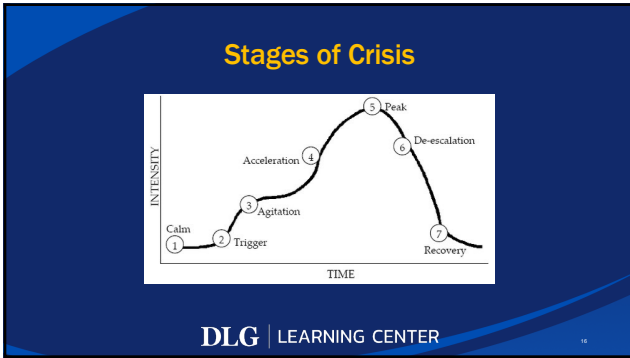 Stages of Crisis
5 Peak
6 De-escalation
Acceleration 4
3
Agitation
Calm
1
2 Trigger
7
Recovery
INTENSITY
TIME
DLG | LEARNING CENTER
16